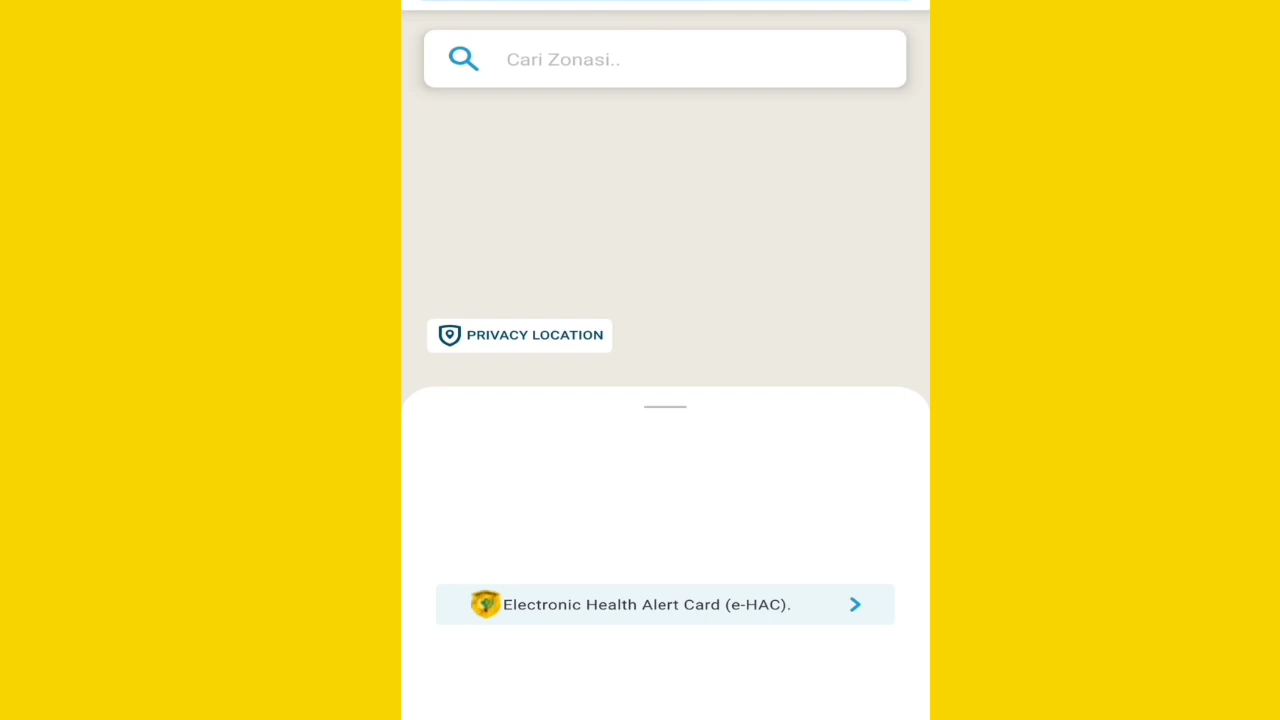 Cari Zonasi..
PRIVACY LOCATION
Electronic Health Alert Card (e-HAC).